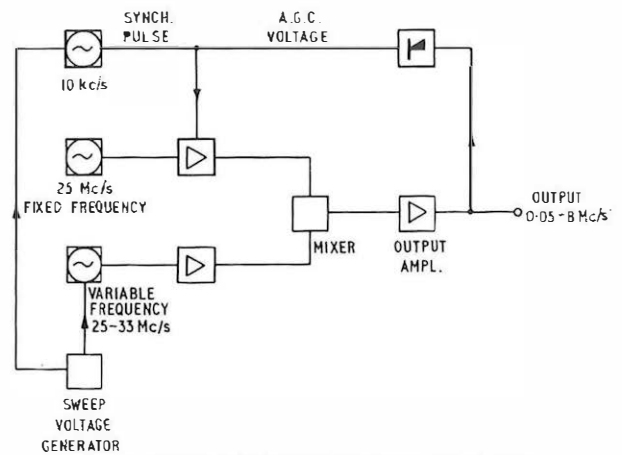 SYNCH.
PULSE
A.G.C.
VOLTAGE
10 kc/s
25 Mc/s
FIXED FREQUENCY
MIXER
OUTPUT
AMPL.
OUTPUT
0·05-8 Mc/s
VARIABLE
FREQUENCY
25-33 Mc/s
SWEEP
VOLTAGE
GENERATOR